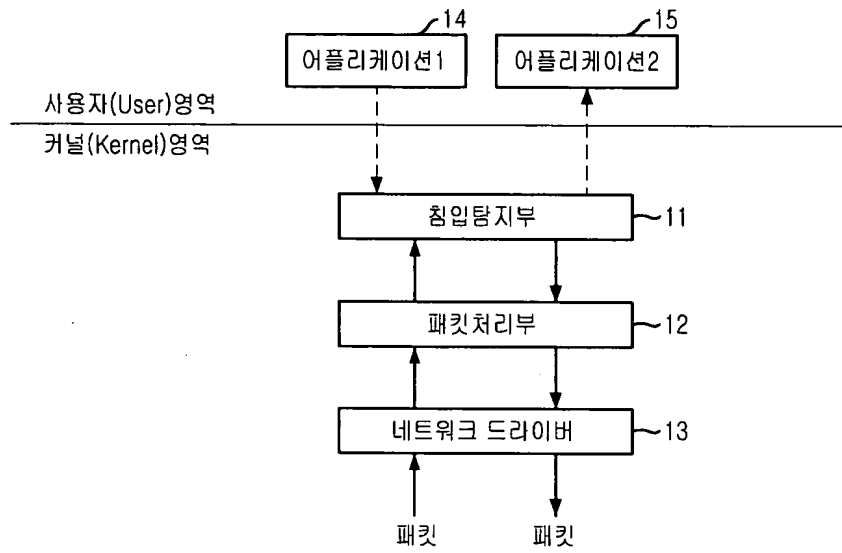 14
15
어플리케이션1
어플리케이션2
사용자(User)영역
커널(Kernel)영역
침입탐지부
11
패킷처리부
12
네트워크 드라이버
13
패킷
패킷